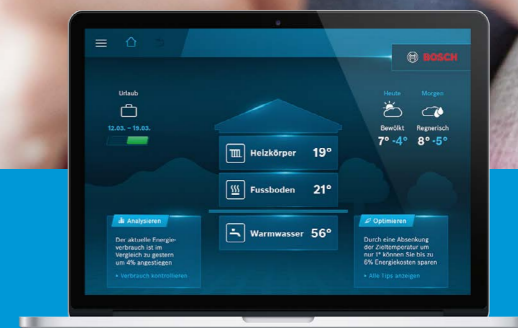 BOSCH
Urlaub
12.03. – 19.03.
Heute Morgen
Bewölkt Regnerisch
7° -4° 8° -5°
Heizkörper 19°
Fussboden 21°
Warmwasser 56°
Analysieren
Der aktuelle Energie-
verbrauch ist im
Vergleich zu gestern
um 4% angestiegen
▸ Verbrauch kontrollieren
Optimieren
Durch eine Absenkung
der Zieltemperatur um
nur 1° können Sie bis zu
6% Energiekosten sparen
▸ Alle Tips anzeigen